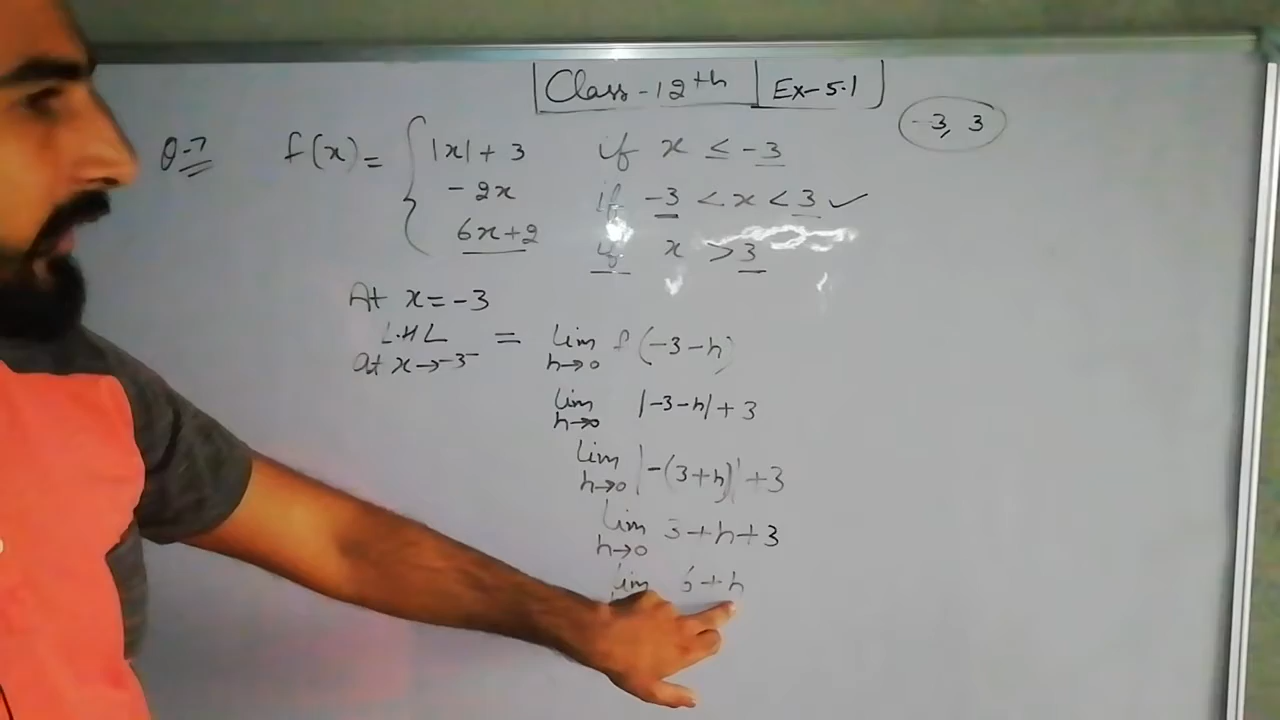 Class-12th | Ex-5.1
-3, 3
Q-7 f(x) = { |x| + 3 if x ≤ -3
-2x if -3 < x < 3 ✓
6x+2 if x > 3
At x = -3
L.H.L = lim f(-3-h)
at x→-3⁻ h→0
lim |-3-h| + 3
h→0
lim |-(3+h)| + 3
h→0
lim 3+h+3
h→0
lim 6+h